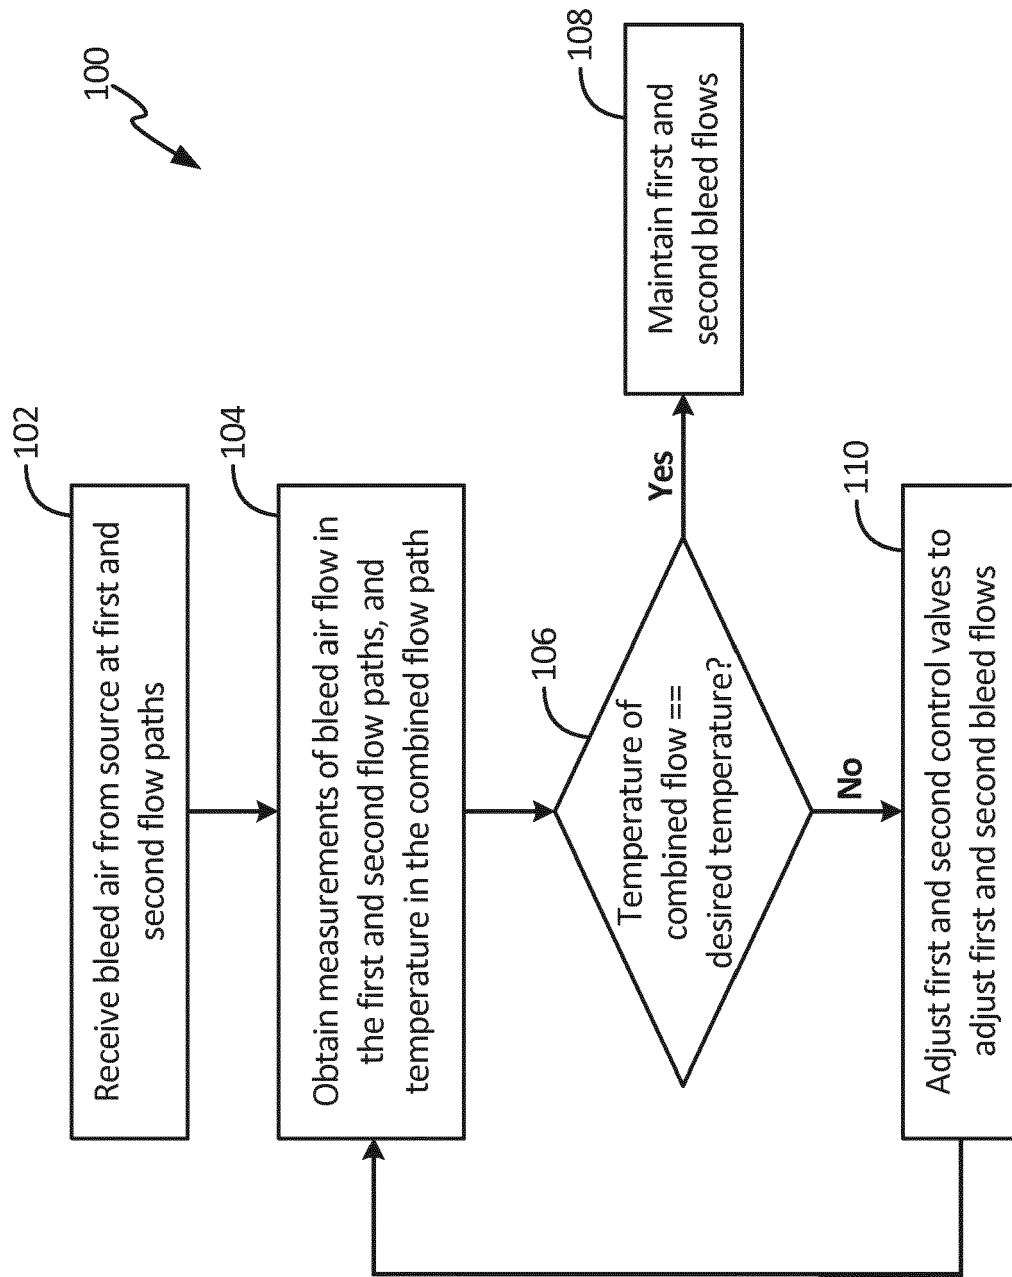 100
102
Receive bleed air from source at first and
second flow paths
104
Obtain measurements of bleed air flow in
the first and second flow paths, and
temperature in the combined flow path
106
Temperature of
combined flow ==
desired temperature?
Yes
108
Maintain first and
second bleed flows
No
110
Adjust first and second control valves to
adjust first and second bleed flows